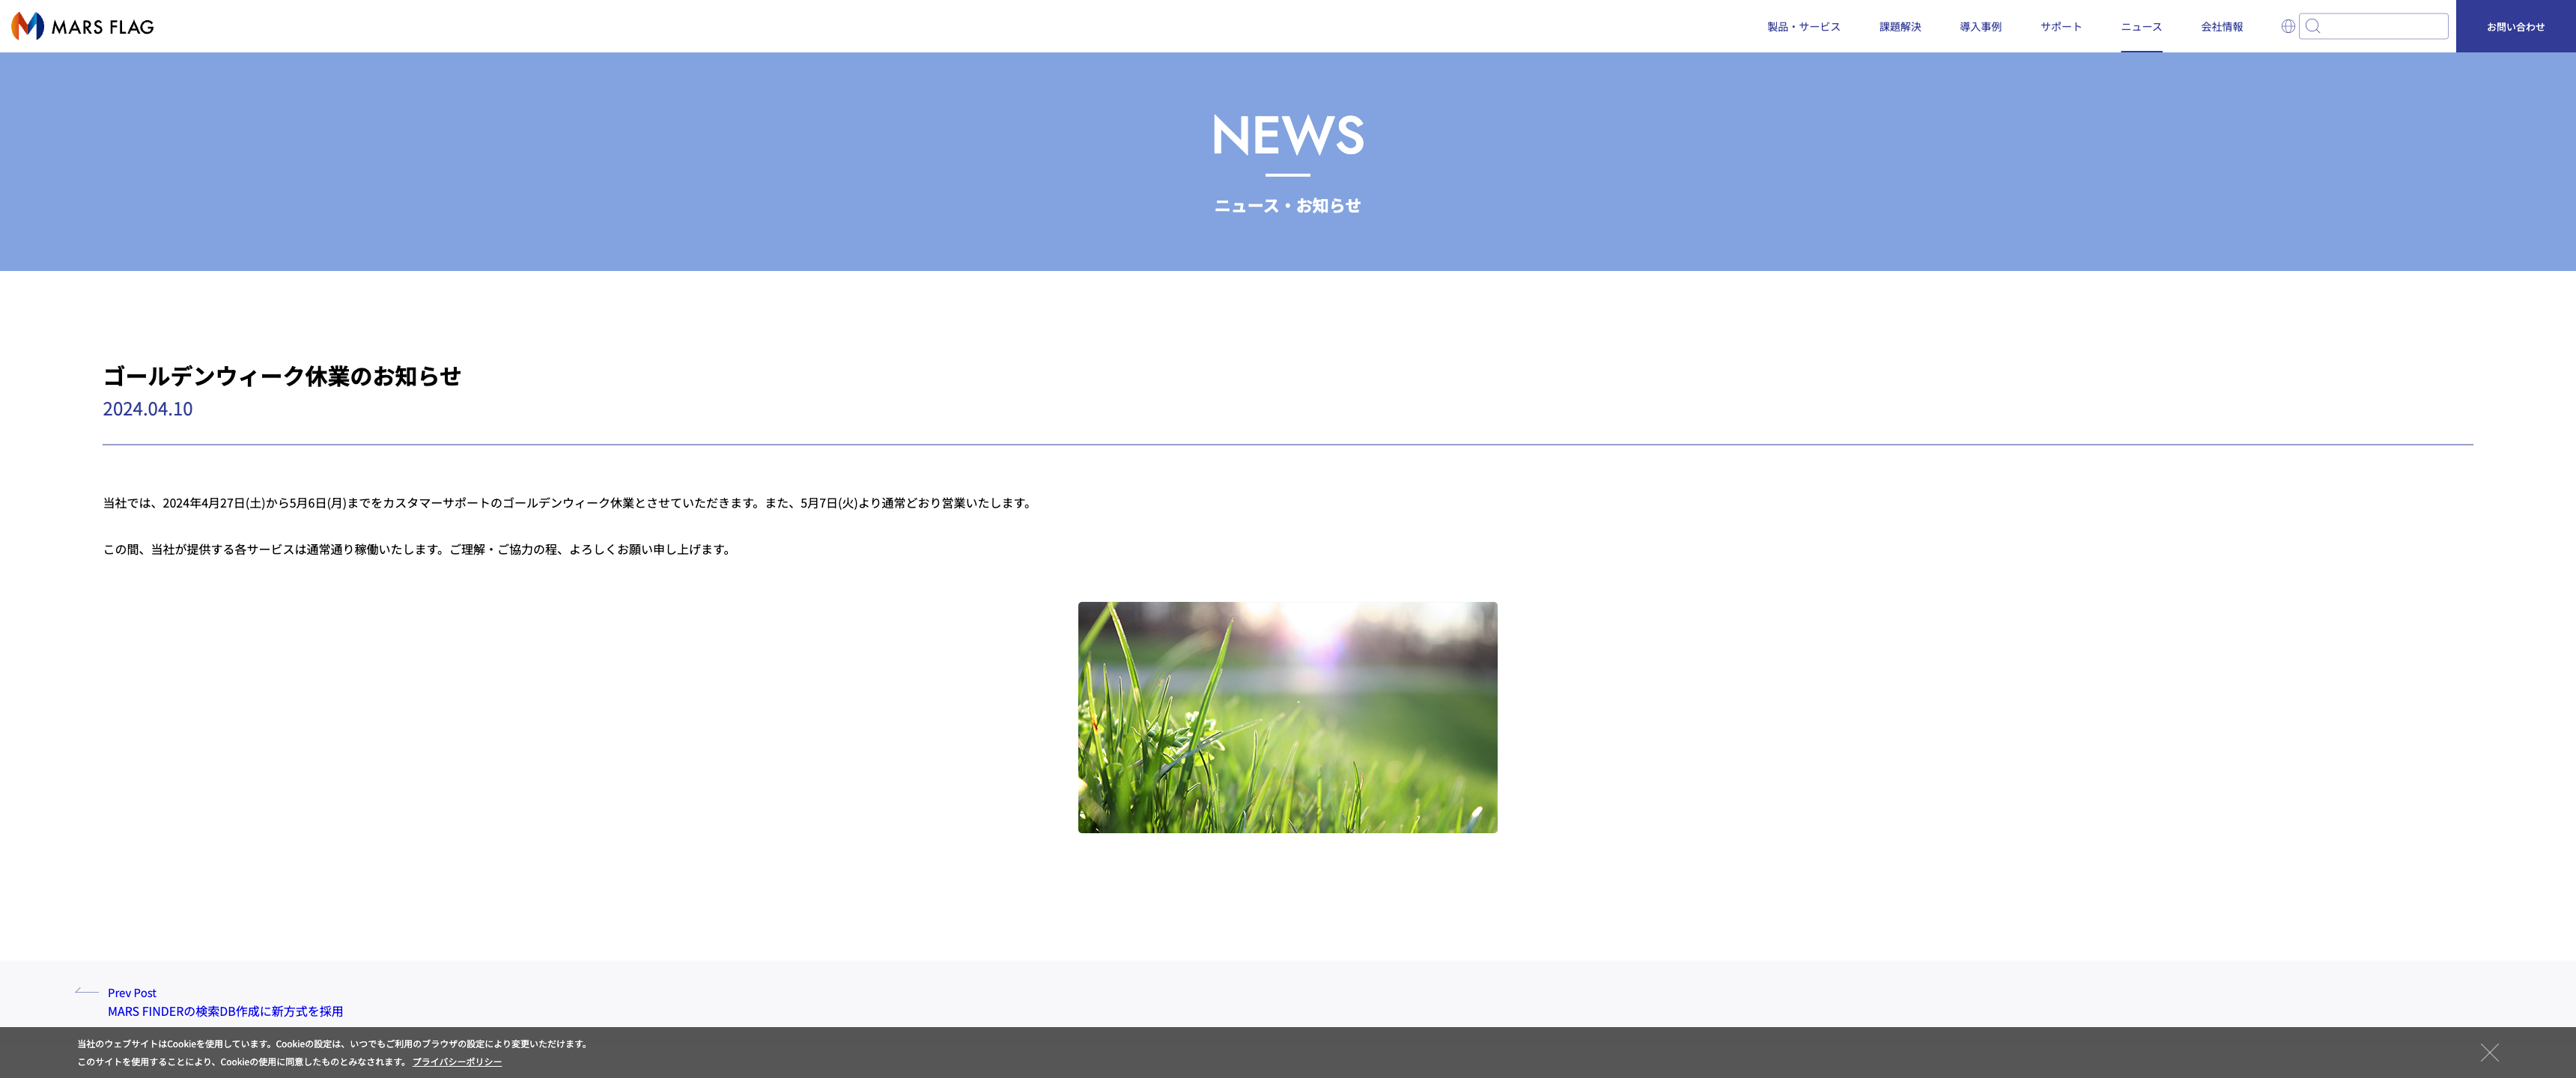 MARS FLAG
製品・サービス
課題解決
導入事例
サポート
ニュース
会社情報
お問い合わせ
NEWS
ニュース・お知らせ
ゴールデンウィーク休業のお知らせ
2024.04.10
当社では、2024年4月27日(土)から5月6日(月)までをカスタマーサポートのゴールデンウィーク休業とさせていただきます。また、5月7日(火)より通常どおり営業いたします。
この間、当社が提供する各サービスは通常通り稼働いたします。ご理解・ご協力の程、よろしくお願い申し上げます。
Prev Post
MARS FINDERの検索DB作成に新方式を採用
当社のウェブサイトはCookieを使用しています。Cookieの設定は、いつでもご利用のブラウザの設定により変更いただけます。
このサイトを使用することにより、Cookieの使用に同意したものとみなされます。 プライバシーポリシー